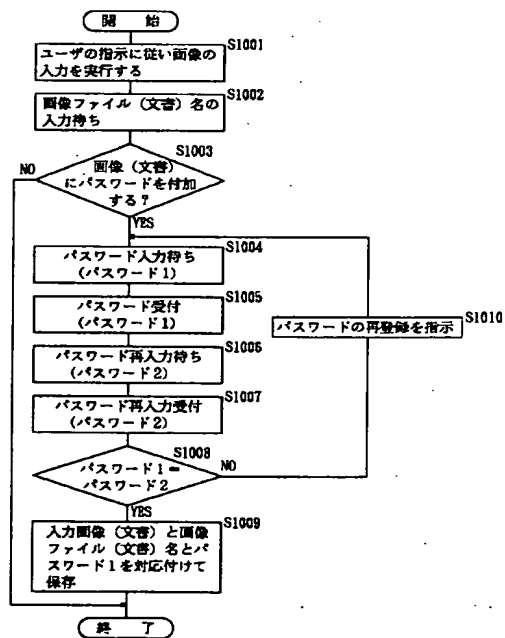 開 始
S1001
ユーザの指示に従い画像の
入力を実行する
S1002
画像ファイル(文書)名の
入力待ち
S1003
NO
画像(文書)
にパスワードを付加
する?
YES
S1004
パスワード入力待ち
(パスワード1)
S1005
パスワード受付
(パスワード1)
S1010
パスワードの再登録を指示
S1006
パスワード再入力待ち
(パスワード2)
S1007
パスワード再入力受付
(パスワード2)
S1008
パスワード1=
パスワード2
NO
YES
S1009
入力画像(文書)と画像
ファイル(文書)名とパ
スワード1を対応付けて
保存
終 了